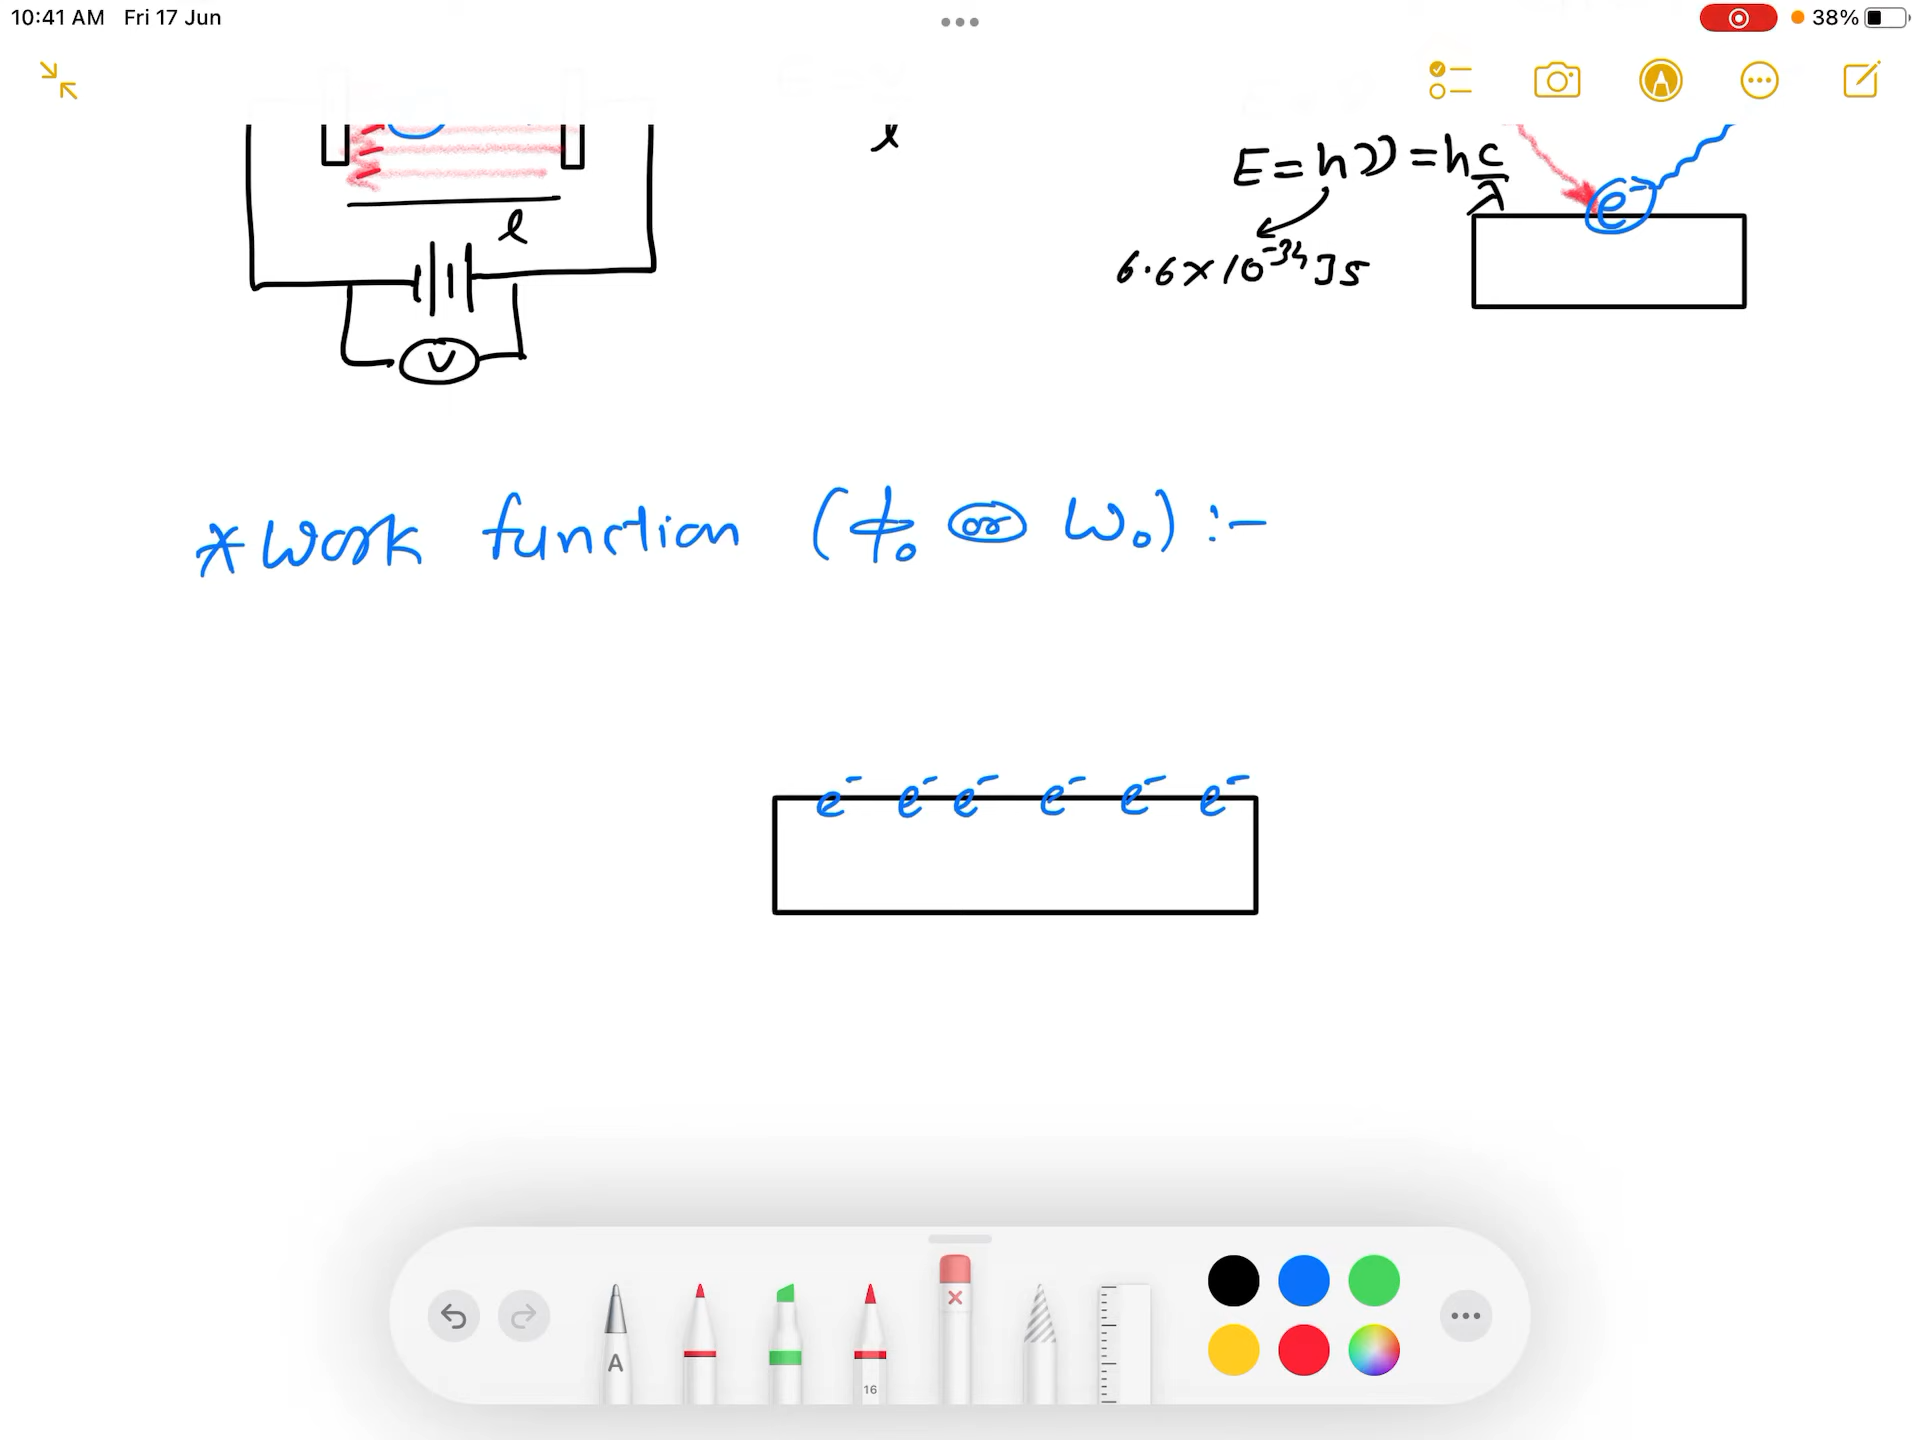 10:41 AM Fri 17 Jun
38%
l
E = hν = hc/λ
e⁻
6.6 × 10⁻³⁴ Js
l
V
* Work function (ϕ₀ or W₀) :-
e⁻ e⁻ e⁻ e⁻ e⁻ e⁻
A
16